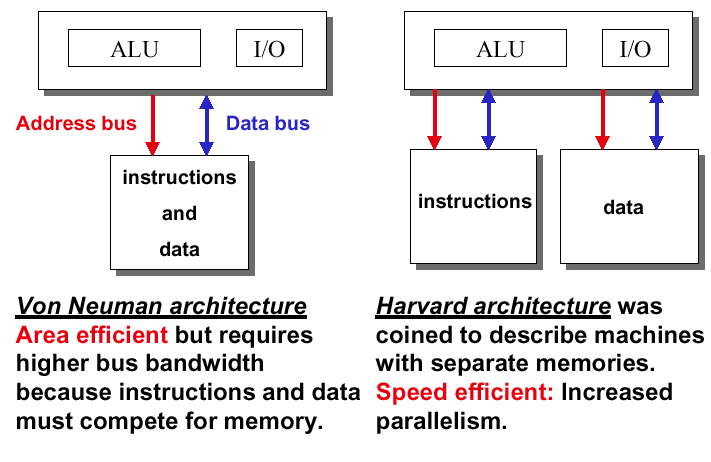 ALU
I/O
Address bus
Data bus
instructions
and
data
Von Neuman architecture
Area efficient but requires
higher bus bandwidth
because instructions and data
must compete for memory.
ALU
I/O
instructions
data
Harvard architecture was
coined to describe machines
with separate memories.
Speed efficient: Increased
parallelism.